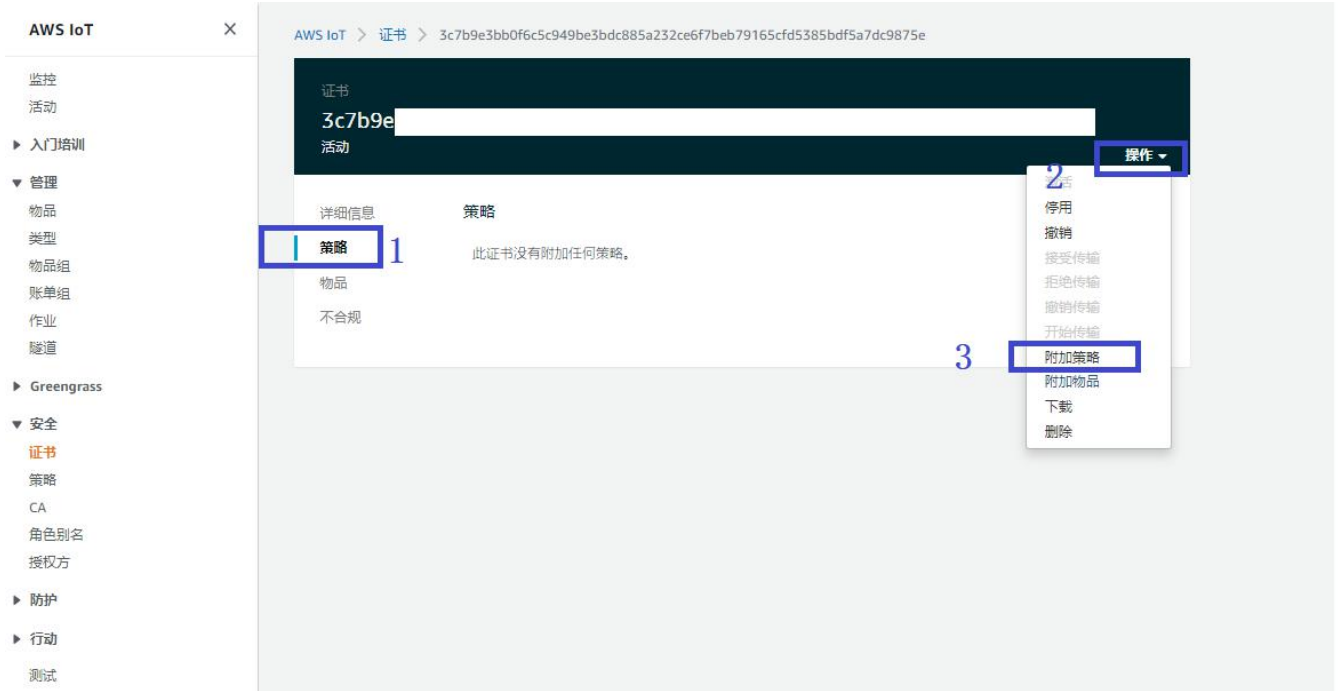 AWS IoT
监控
活动
入门培训
管理
物品
类型
物品组
账单组
作业
隧道
Greengrass
安全
证书
策略
CA
角色别名
授权方
防护
行动
测试
AWS IoT > 证书 > 3c7b9e3bb0f6c5c949be3bdc885a232ce6f7beb79165cfd5385bdf5a7dc9875e
证书
3c7b9e
活动
操作
2
详细信息
策略
1
物品
不合规
策略
此证书没有附加任何策略。
停用
撤销
接受传输
拒绝传输
撤销传输
开始传输
3
附加策略
附加物品
下载
删除